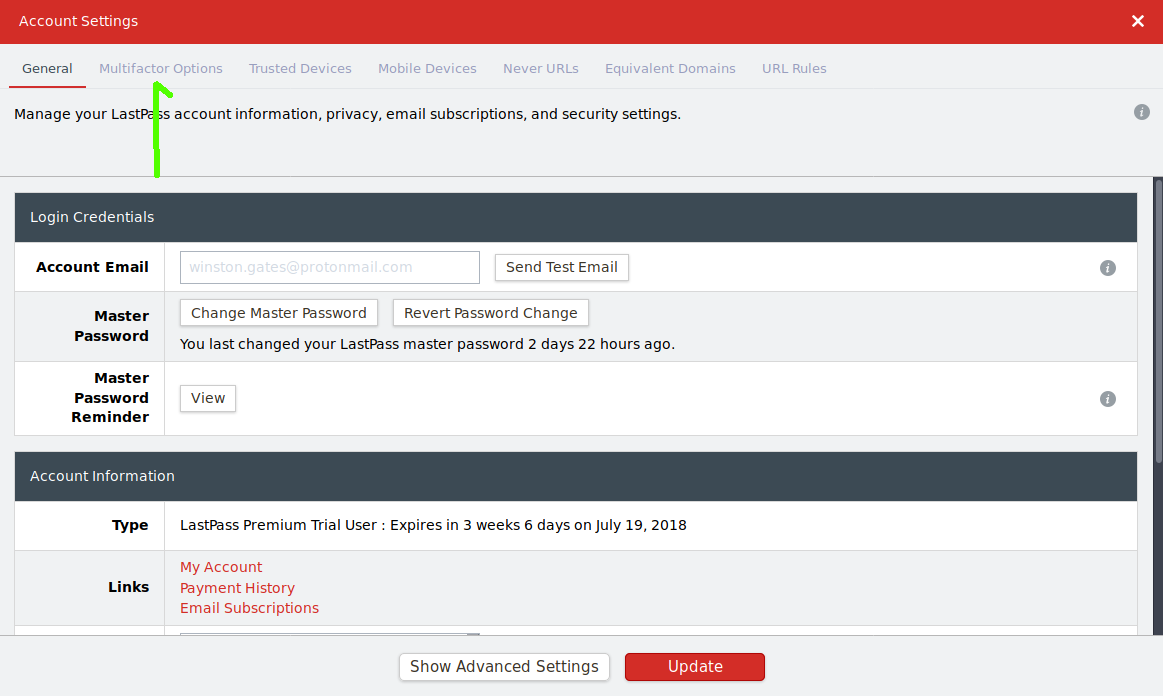 Account Settings
General Multifactor Options Trusted Devices Mobile Devices Never URLs Equivalent Domains URL Rules
Manage your LastPass account information, privacy, email subscriptions, and security settings.
Login Credentials
Account Email winston.gates@protonmail.com Send Test Email
Master Password Change Master Password Revert Password Change
You last changed your LastPass master password 2 days 22 hours ago.
Master
Password
Reminder
View
Account Information
Type LastPass Premium Trial User : Expires in 3 weeks 6 days on July 19, 2018
Links
My Account
Payment History
Email Subscriptions
Show Advanced Settings Update